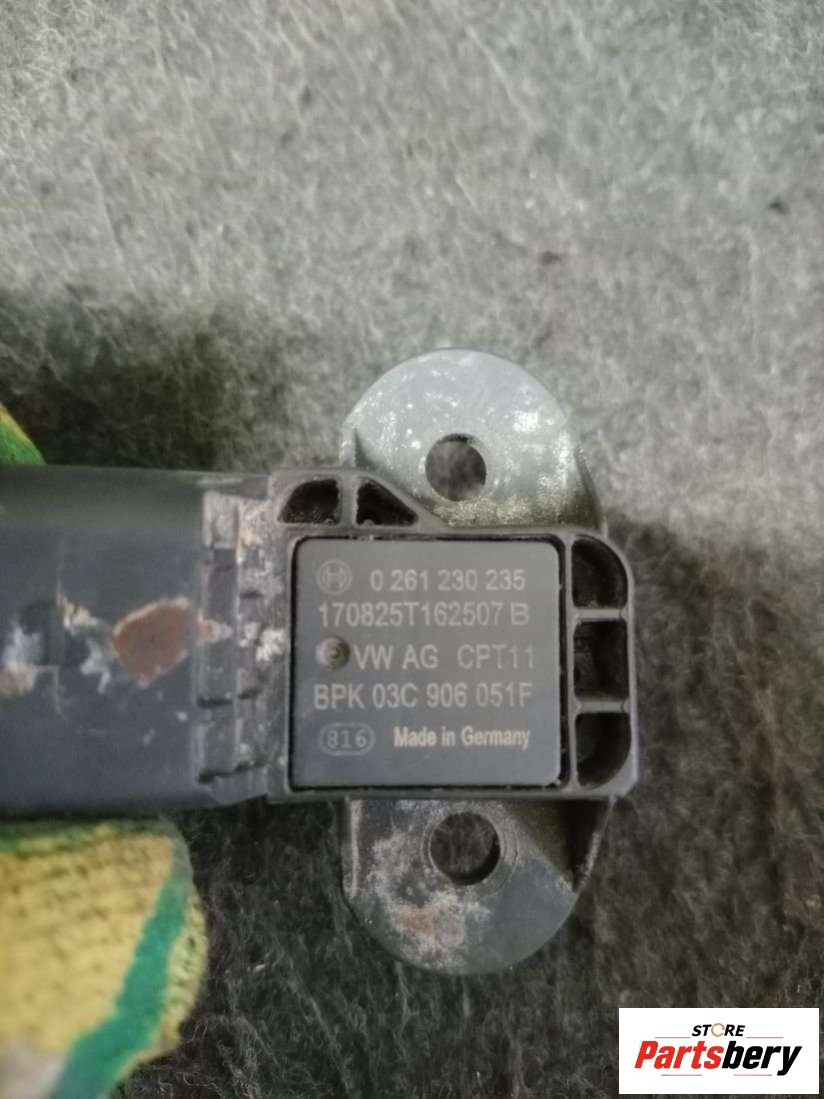 0 261 230 235
170825T162507 B
VW AG CPT11
BPK 03C 906 051F
816 Made in Germany
STORE
Partsbery